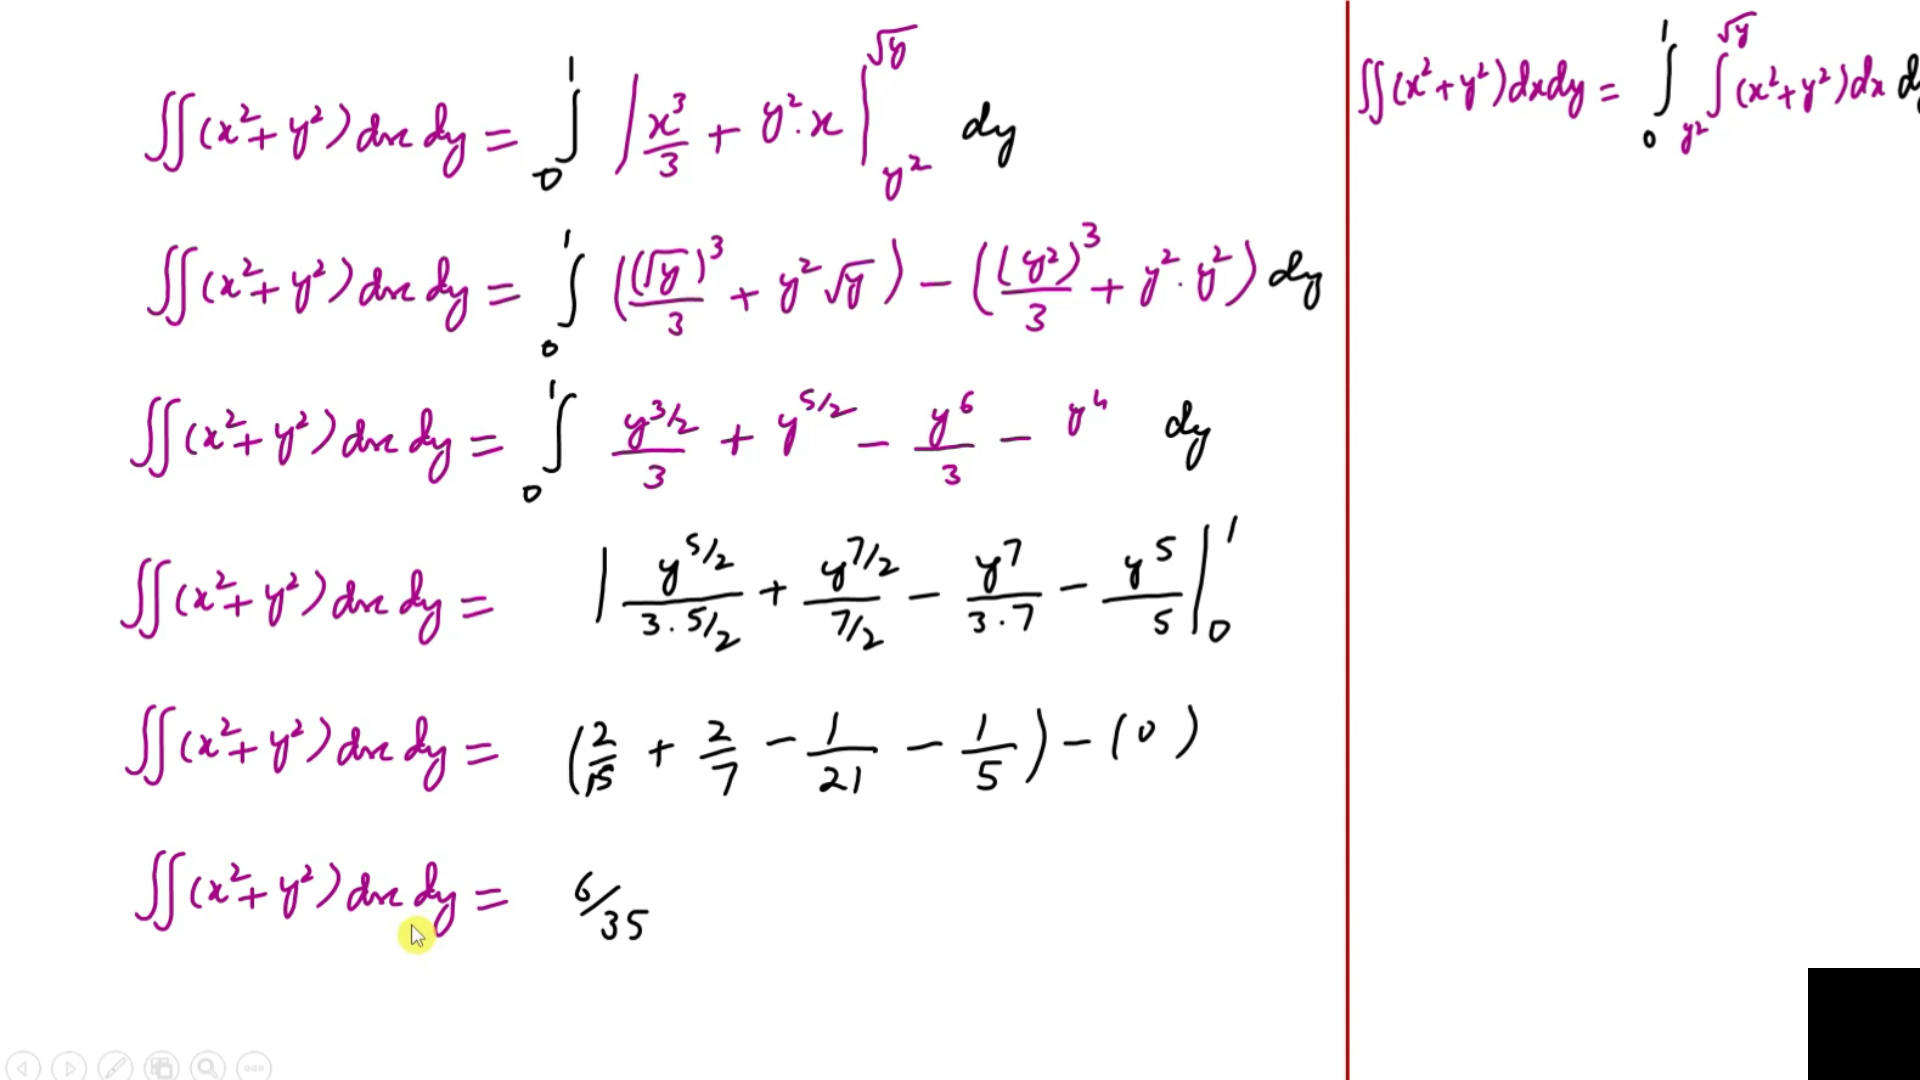 ∬(x²+y²)dx dy = ∫₀¹ |x³/3 + y².x|_{y²}^{√y} dy
∬(x²+y²)dx dy = ∫₀¹ ((√y)³/3 + y²√y) − ((y²)³/3 + y².y²) dy
∬(x²+y²)dx dy = ∫₀¹ y^{3/2}/3 + y^{5/2} − y⁶/3 − y⁴ dy
∬(x²+y²)dx dy = |y^{5/2}/(3.5/2) + y^{7/2}/(7/2) − y⁷/(3.7) − y⁵/5|₀¹
∬(x²+y²)dx dy = (2/15 + 2/7 − 1/21 − 1/5) − (0)
∬(x²+y²)dx dy = 6/35
∬(x²+y²)dxdy = ∫₀¹ ∫_{y²}^{√y} (x²+y²)dx dy